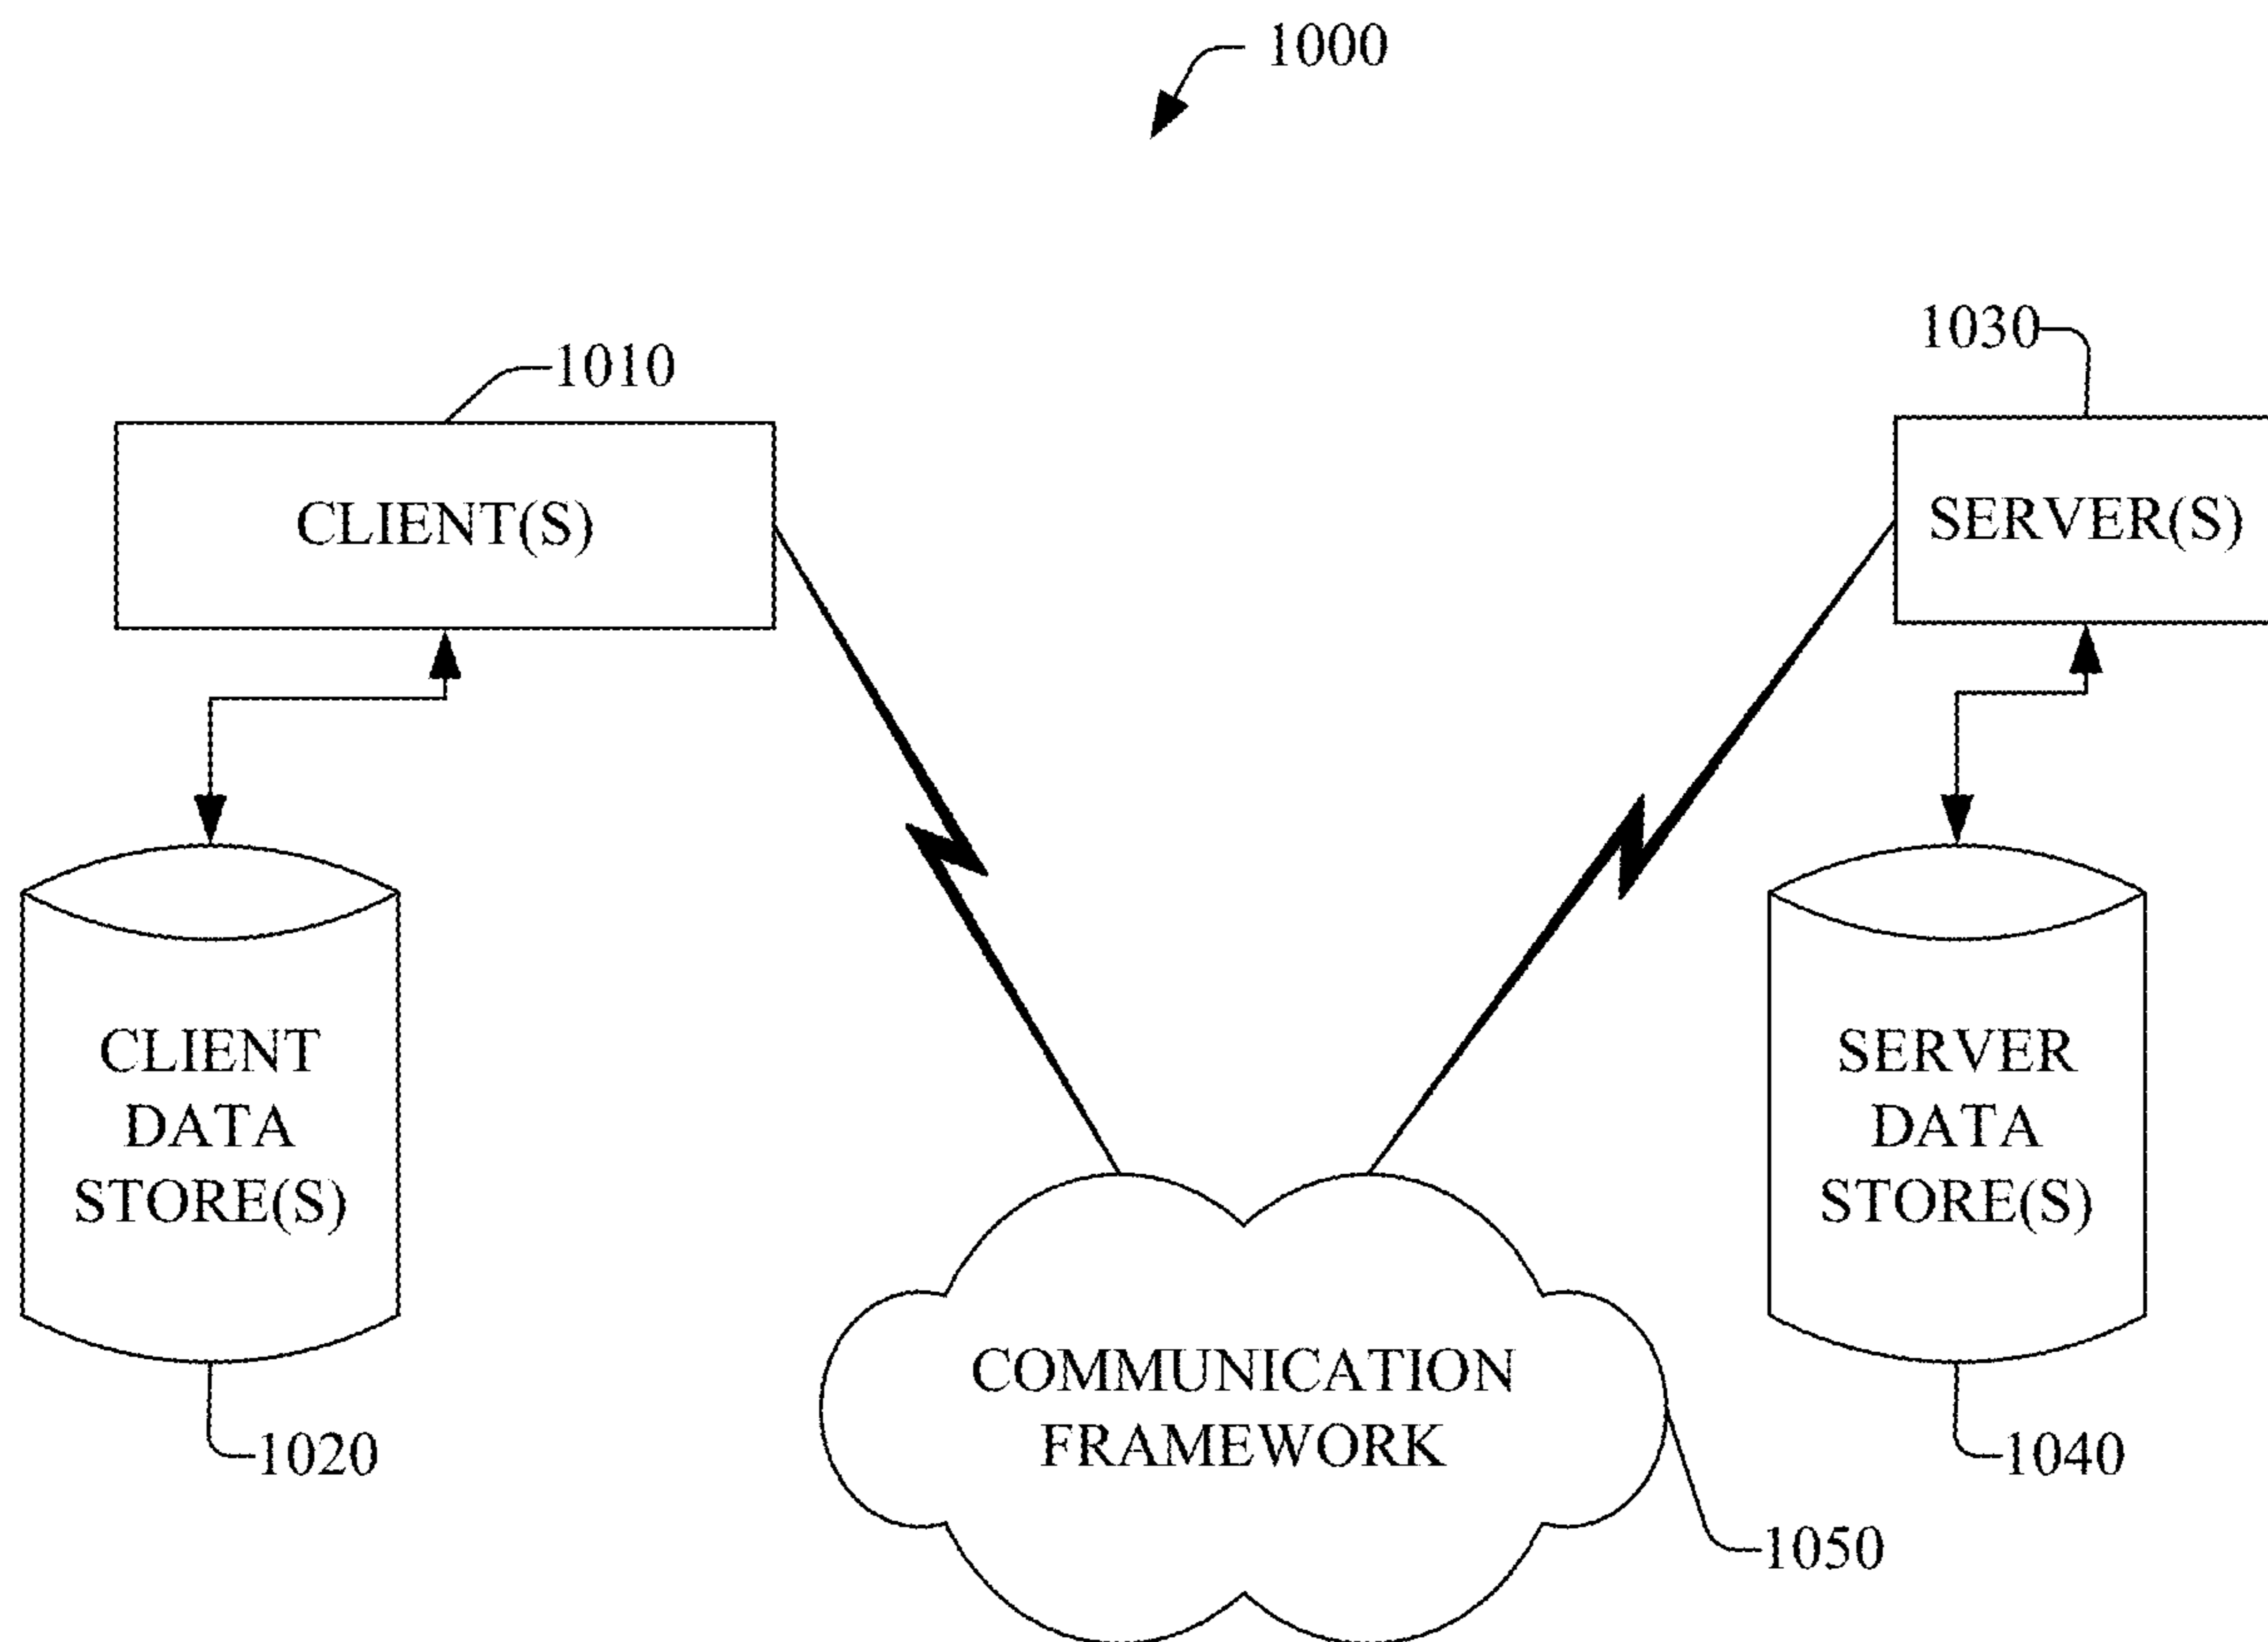 1000
1010
1030
CLIENT(S)
SERVER(S)
CLIENT
DATA
STORE(S)
SERVER
DATA
STORE(S)
COMMUNICATION
FRAMEWORK
1020
1040
1050